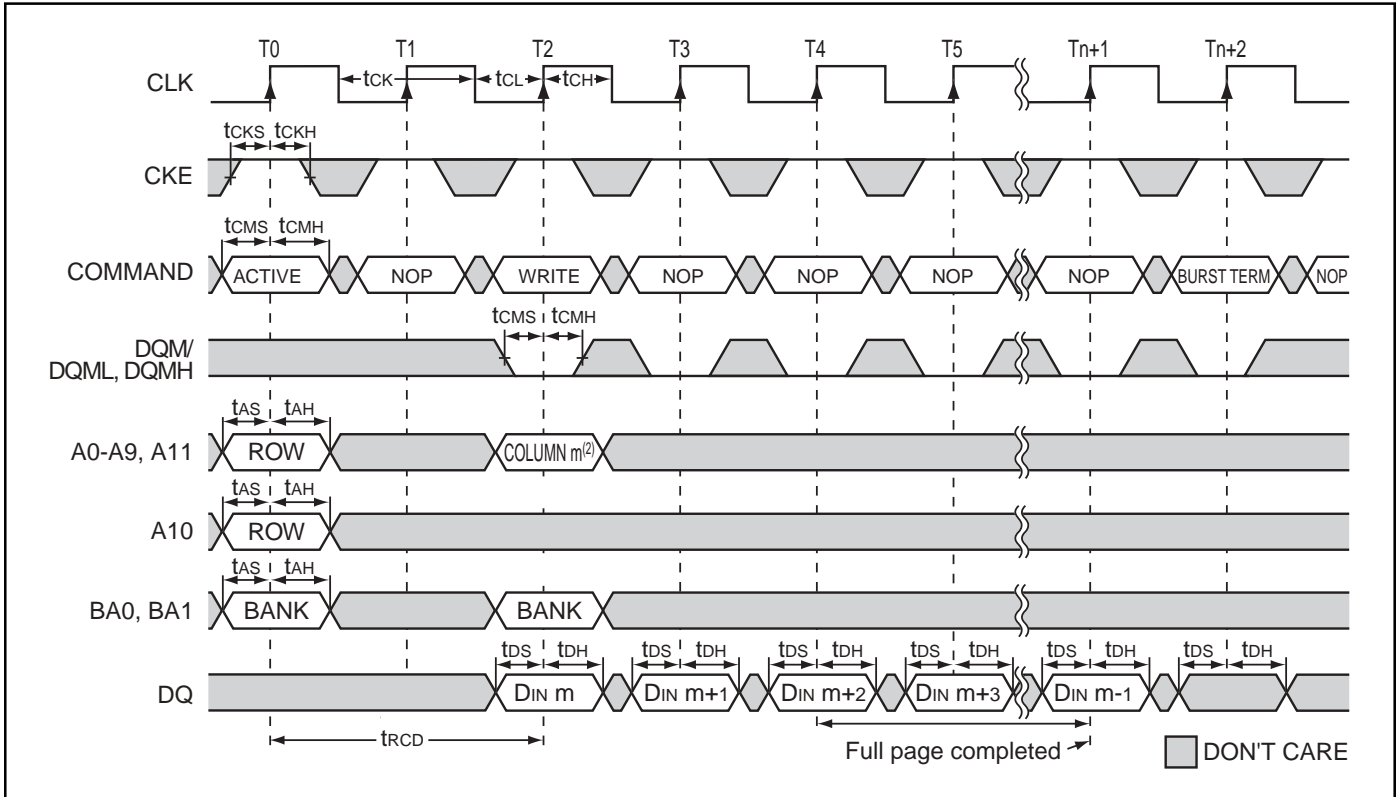 T0 T1 T2 T3 T4 T5 Tn+1 Tn+2
CLK
tCK tCL tCH
tCKS tCKH
CKE
tCMS tCMH
COMMAND ACTIVE NOP WRITE NOP NOP NOP NOP BURST TERM NOP
tCMS tCMH
DQM/
DQML, DQMH
tAS tAH
A0-A9, A11 ROW COLUMN m(2)
tAS tAH
A10 ROW
tAS tAH
BA0, BA1 BANK BANK
tDS tDH tDS tDH tDS tDH tDS tDH tDS tDH tDS tDH
DQ DIN m DIN m+1 DIN m+2 DIN m+3 DIN m-1
tRCD
Full page completed
DON'T CARE